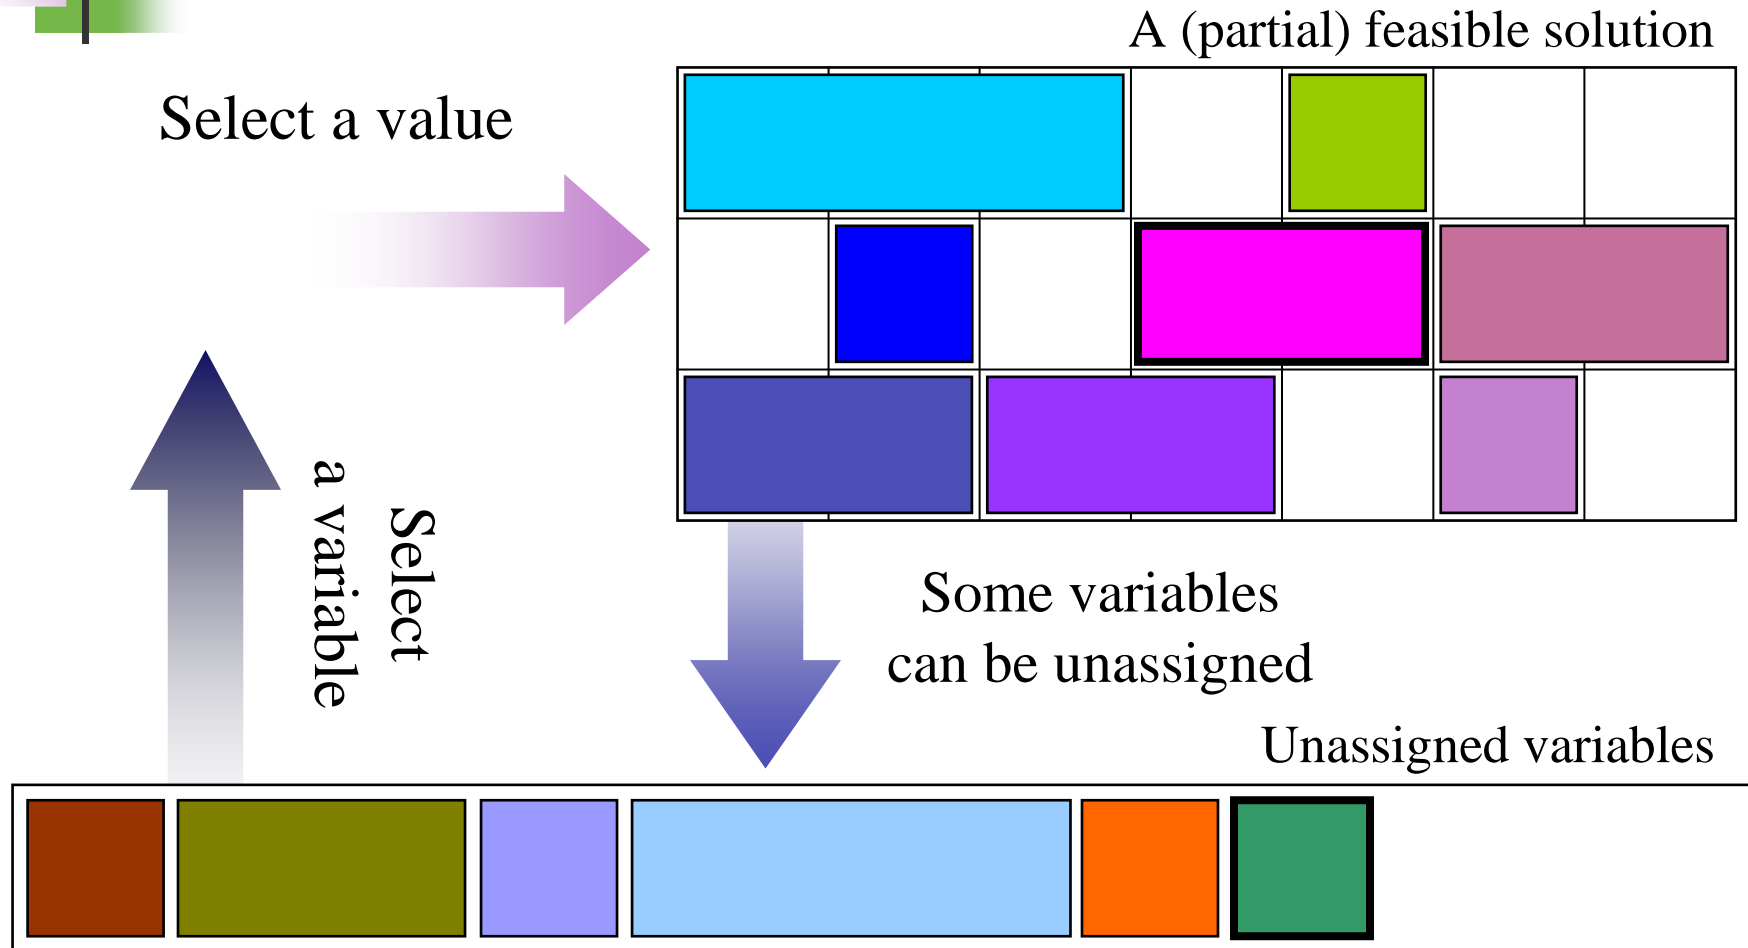 A (partial) feasible solution
Select a value
Select
a variable
Some variables
can be unassigned
Unassigned variables